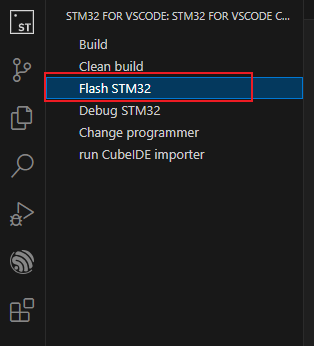 ST
STM32 FOR VSCODE: STM32 FOR VSCODE C...
Build
Clean build
Flash STM32
Debug STM32
Change programmer
run CubeIDE importer